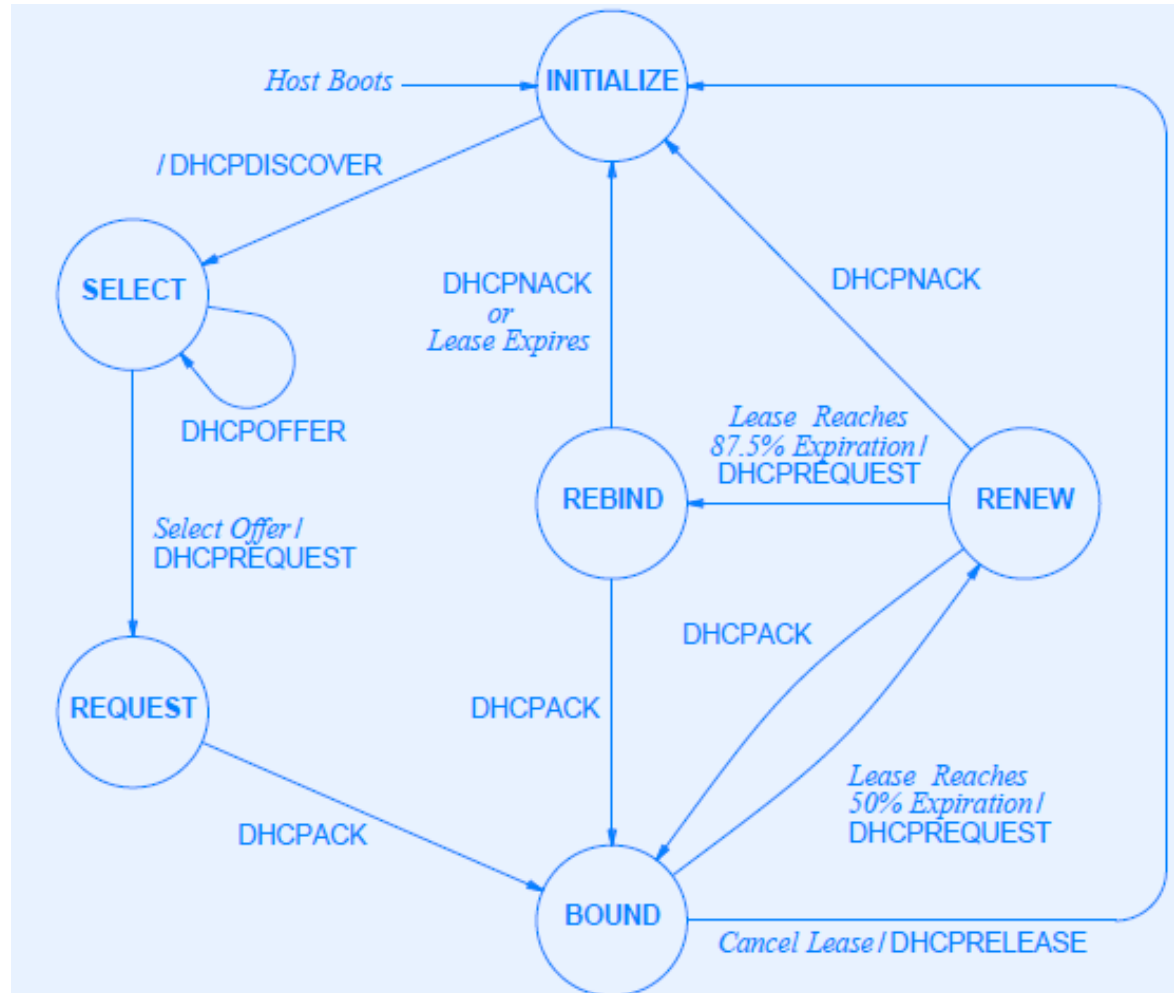 Host Boots
INITIALIZE
/ DHCPDISCOVER
SELECT
DHCPNACK
or
Lease Expires
DHCPNACK
DHCPOFFER
Lease Reaches
87.5% Expiration /
DHCPREQUEST
REBIND
RENEW
Select Offer /
DHCPREQUEST
DHCPACK
REQUEST
DHCPACK
Lease Reaches
50% Expiration /
DHCPREQUEST
DHCPACK
BOUND
Cancel Lease / DHCPRELEASE